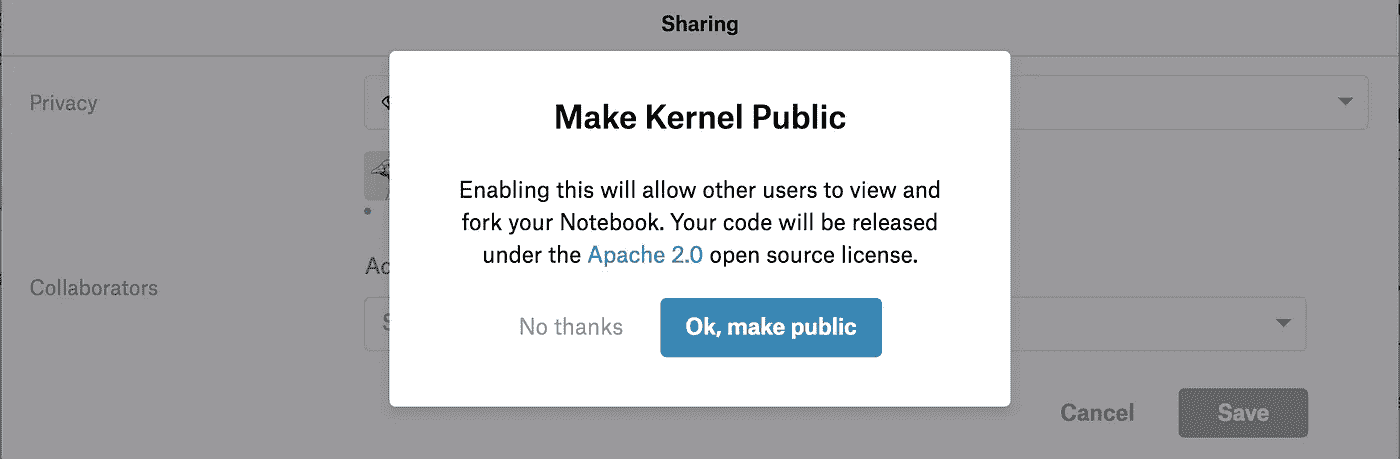 Sharing
Privacy
Make Kernel Public
Enabling this will allow other users to view and
fork your Notebook. Your code will be released
under the Apache 2.0 open source license.
Collaborators
No thanks
Ok, make public
Cancel
Save